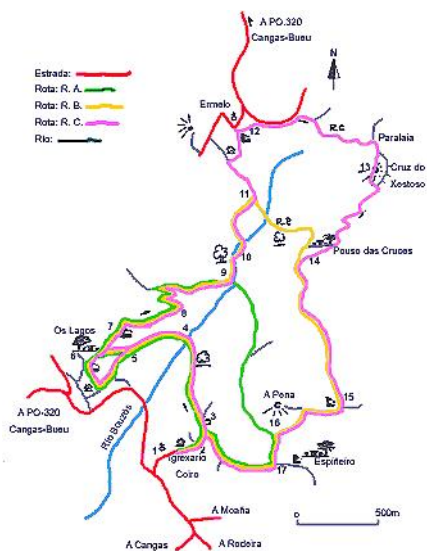 A PO-320
Cangas-Bueu
N
Estrada:
Rota: R. A.
Rota: R. B.
Rota: R. C.
Río:
Ermelo
12
R.C
Paralaia
13
Cruz do
Xestoso
11
R.B
Pouso das Cruces
14
10
9
8
7
Os Lagos
6
5
4
A PO-320
Cangas-Bueu
Río Bouzós
3
2
1
Igrexario
Coiro
A Pena
15
16
Espiñeiro
17
A Moaña
A Cangas
A Rodeira
0
500m